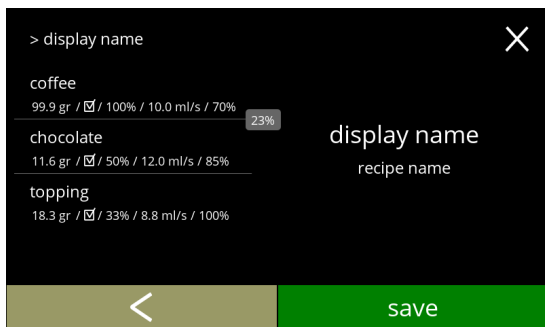 > display name
coffee
99.9 gr / ☑ / 100% / 10.0 ml/s / 70%
23%
chocolate
11.6 gr / ☑ / 50% / 12.0 ml/s / 85%
topping
18.3 gr / ☑ / 33% / 8.8 ml/s / 100%
display name
recipe name
save